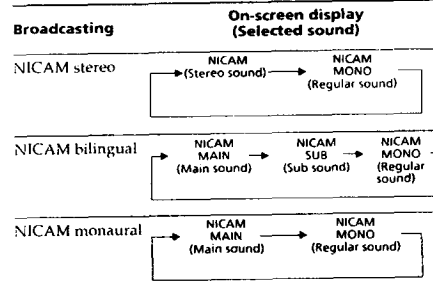 Broadcasting
On-screen display
(Selected sound)
NICAM stereo
NICAM
(Stereo sound)
NICAM
MONO
(Regular sound)
NICAM bilingual
NICAM
MAIN
(Main sound)
NICAM
SUB
(Sub sound)
NICAM
MONO
(Regular
sound)
NICAM monaural
NICAM
MAIN
(Main sound)
NICAM
MONO
(Regular sound)